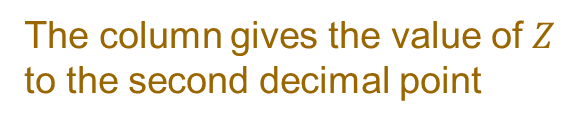 The column gives the value of Z
to the second decimal point